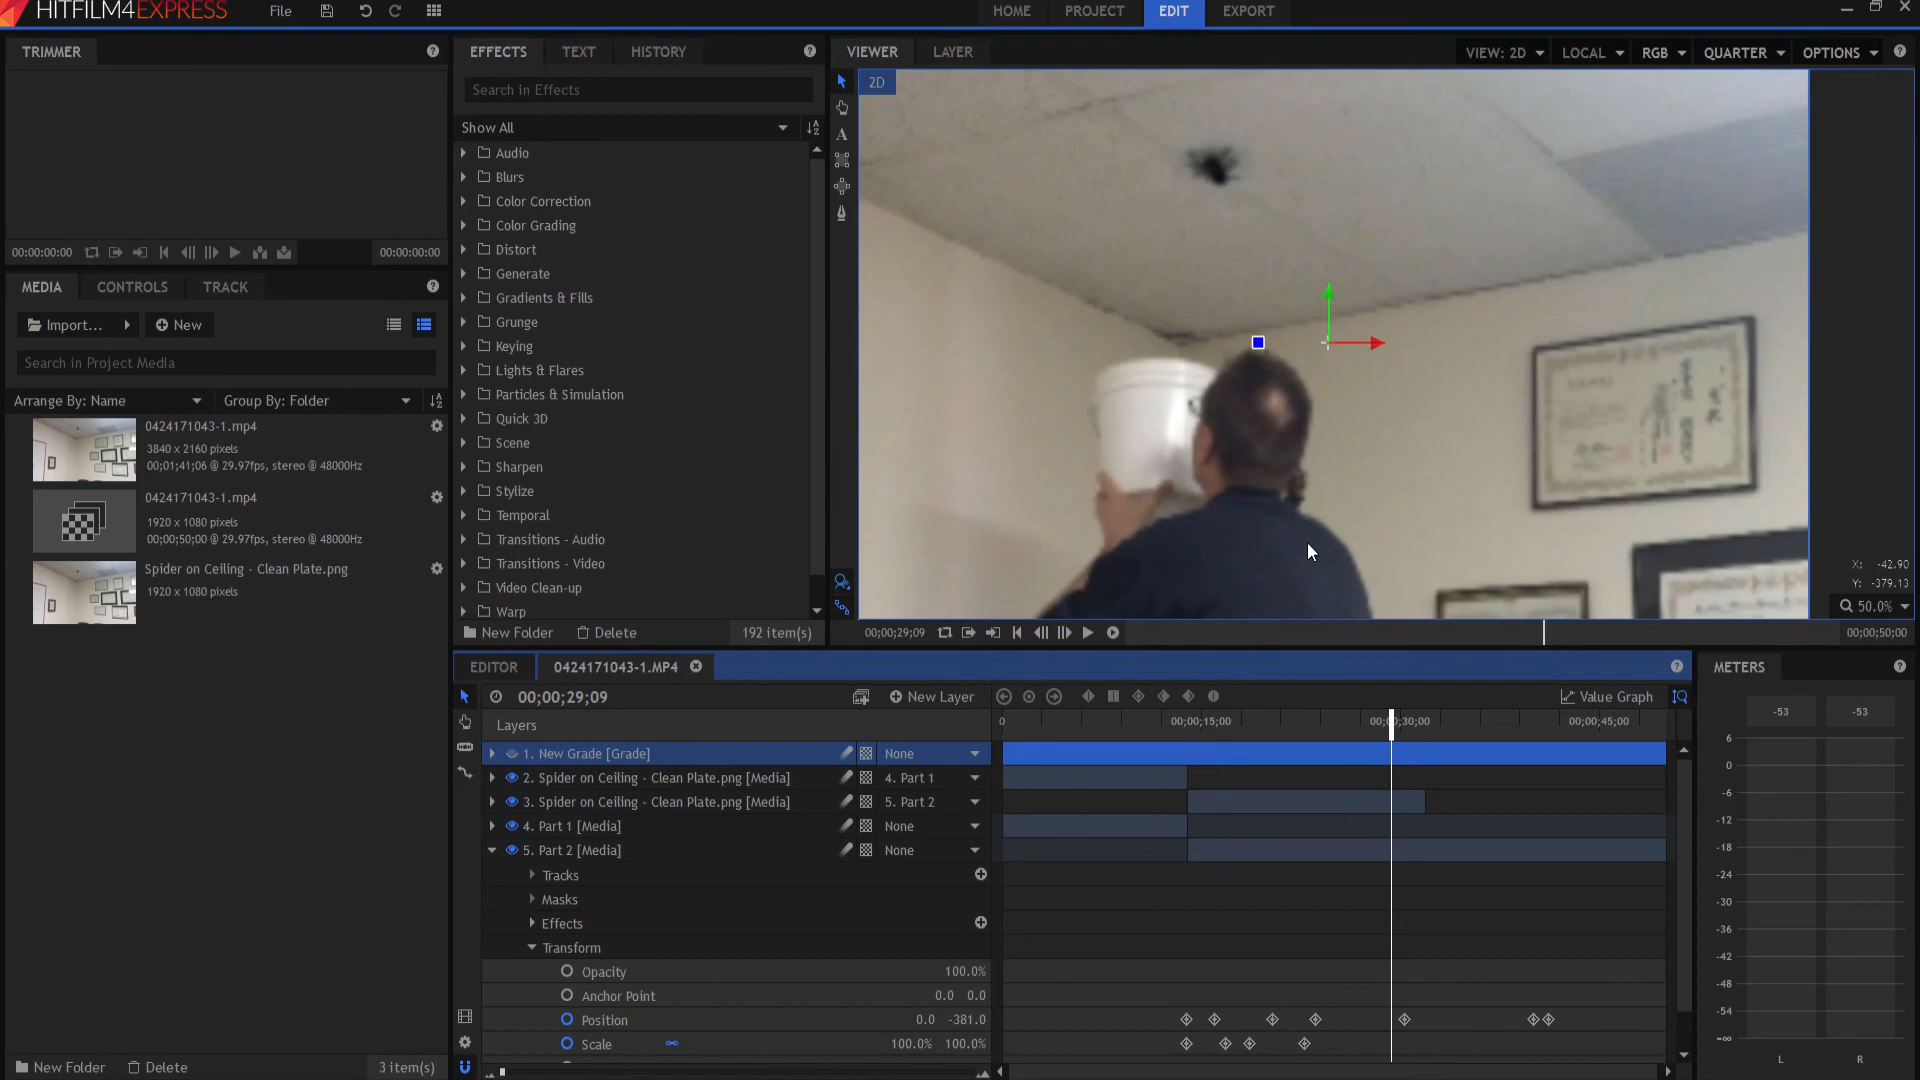 HITFILM4EXPRESS File HOME PROJECT EDIT EXPORT
TRIMMER
00:00:00:00 00:00:00:00
MEDIA CONTROLS TRACK
Import... New
Search in Project Media
Arrange By: Name Group By: Folder
0424171043-1.mp4
3840 x 2160 pixels
00;01;41;06 @ 29.97fps, stereo @ 48000Hz
0424171043-1.mp4
1920 x 1080 pixels
00;00;50;00 @ 29.97fps, stereo @ 48000Hz
Spider on Ceiling - Clean Plate.png
1920 x 1080 pixels
New Folder Delete 3 item(s)
EFFECTS TEXT HISTORY
Search in Effects
Show All
Audio
Blurs
Color Correction
Color Grading
Distort
Generate
Gradients & Fills
Grunge
Keying
Lights & Flares
Particles & Simulation
Quick 3D
Scene
Sharpen
Stylize
Temporal
Transitions - Audio
Transitions - Video
Video Clean-up
Warp
New Folder Delete 192 item(s)
VIEWER LAYER VIEW: 2D LOCAL RGB QUARTER OPTIONS
2D
X: -42.90
Y: -379.13
50.0%
00;00;29;09 00;00;50;00
EDITOR 0424171043-1.MP4
00;00;29;09 New Layer Value Graph
Layers 0 00;00;15;00 00;00;30;00 00;00;45;00
1. New Grade [Grade] None
2. Spider on Ceiling - Clean Plate.png [Media] 4. Part 1
3. Spider on Ceiling - Clean Plate.png [Media] 5. Part 2
4. Part 1 [Media] None
5. Part 2 [Media] None
Tracks
Masks
Effects
Transform
Opacity 100.0%
Anchor Point 0.0 0.0
Position 0.0 -381.0
Scale 100.0% 100.0%
METERS
-53 -53
6
0
-6
-12
-18
-24
-30
-36
-42
-48
-54
-∞
L R